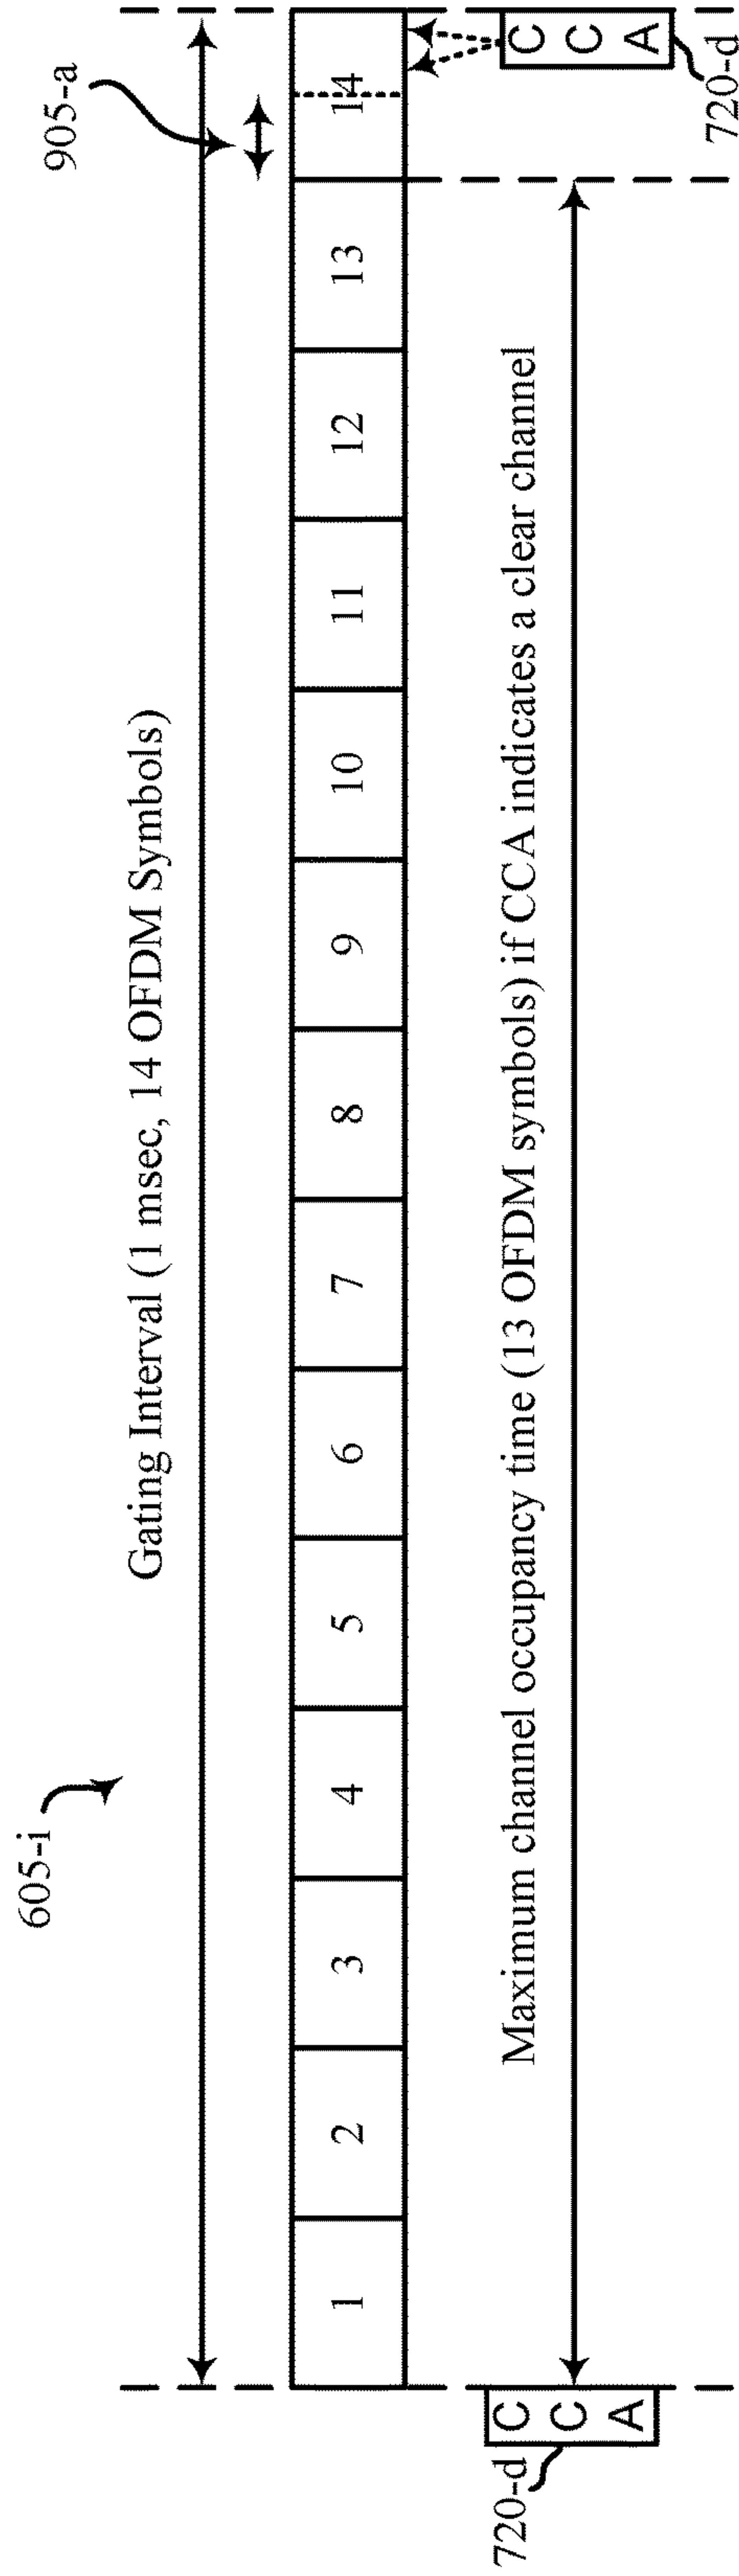 605-i
905-a
Gating Interval (1 msec, 14 OFDM Symbols)
1 2 3 4 5 6 7 8 9 10 11 12 13 14
CCA
Maximum channel occupancy time (13 OFDM symbols) if CCA indicates a clear channel
CCA
720-d
720-d